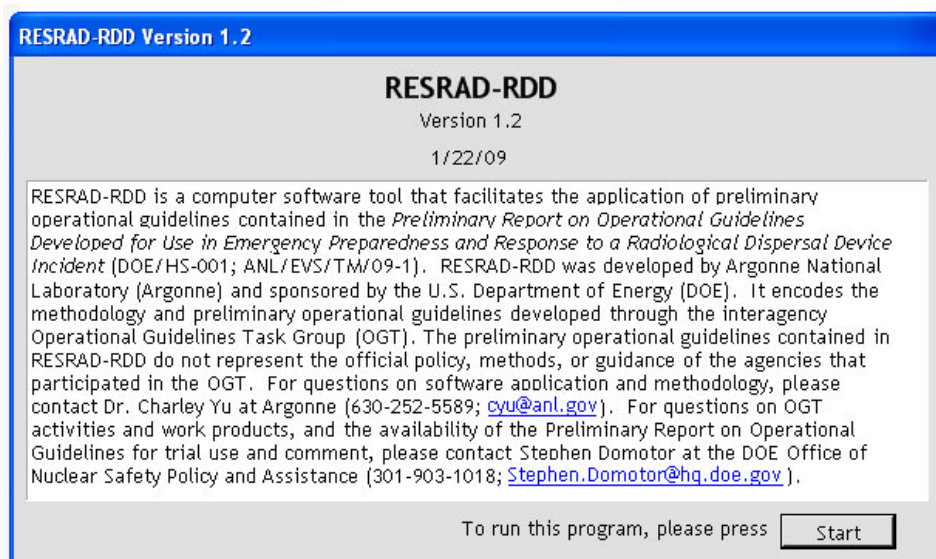 RESRAD-RDD Version 1.2
RESRAD-RDD
Version 1.2
1/22/09
RESRAD-RDD is a computer software tool that facilitates the application of preliminary
operational guidelines contained in the Preliminary Report on Operational Guidelines
Developed for Use in Emergency Preparedness and Response to a Radiological Dispersal Device
Incident (DOE/HS-001; ANL/EVS/TM/09-1).  RESRAD-RDD was developed by Argonne National
Laboratory (Argonne) and sponsored by the U.S. Department of Energy (DOE).  It encodes the
methodology and preliminary operational guidelines developed through the interagency
Operational Guidelines Task Group (OGT). The preliminary operational guidelines contained in
RESRAD-RDD do not represent the official policy, methods, or guidance of the agencies that
participated in the OGT.  For questions on software application and methodology, please
contact Dr. Charley Yu at Argonne (630-252-5589; cyu@anl.gov).  For questions on OGT
activities and work products, and the availability of the Preliminary Report on Operational
Guidelines for trial use and comment, please contact Stephen Domotor at the DOE Office of
Nuclear Safety Policy and Assistance (301-903-1018; Stephen.Domotor@hq.doe.gov ).
To run this program, please press Start